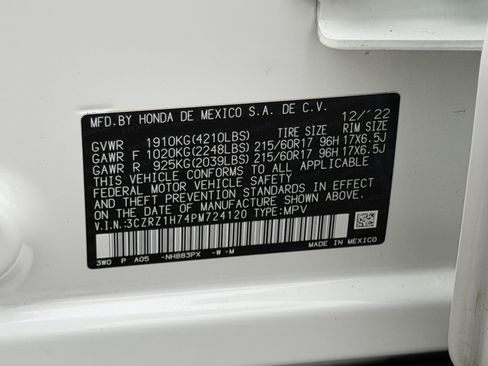 MFD.BY HONDA DE MEXICO S.A. DE C.V. 12/'22
GVWR 1910KG(4210LBS) TIRE SIZE RIM SIZE
GAWR F 1020KG(2248LBS) 215/60R17 96H 17X6.5J
GAWR R 925KG(2039LBS) 215/60R17 96H 17X6.5J
THIS VEHICLE CONFORMS TO ALL APPLICABLE
FEDERAL MOTOR VEHICLE SAFETY
AND THEFT PREVENTION STANDARDS IN EFFECT
ON THE DATE OF MANUFACTURE SHOWN ABOVE.
V.I.N.:3CZRZ1H74PM724120 TYPE:MPV
3W0 P A05 -NH883PX -W -M MADE IN MEXICO